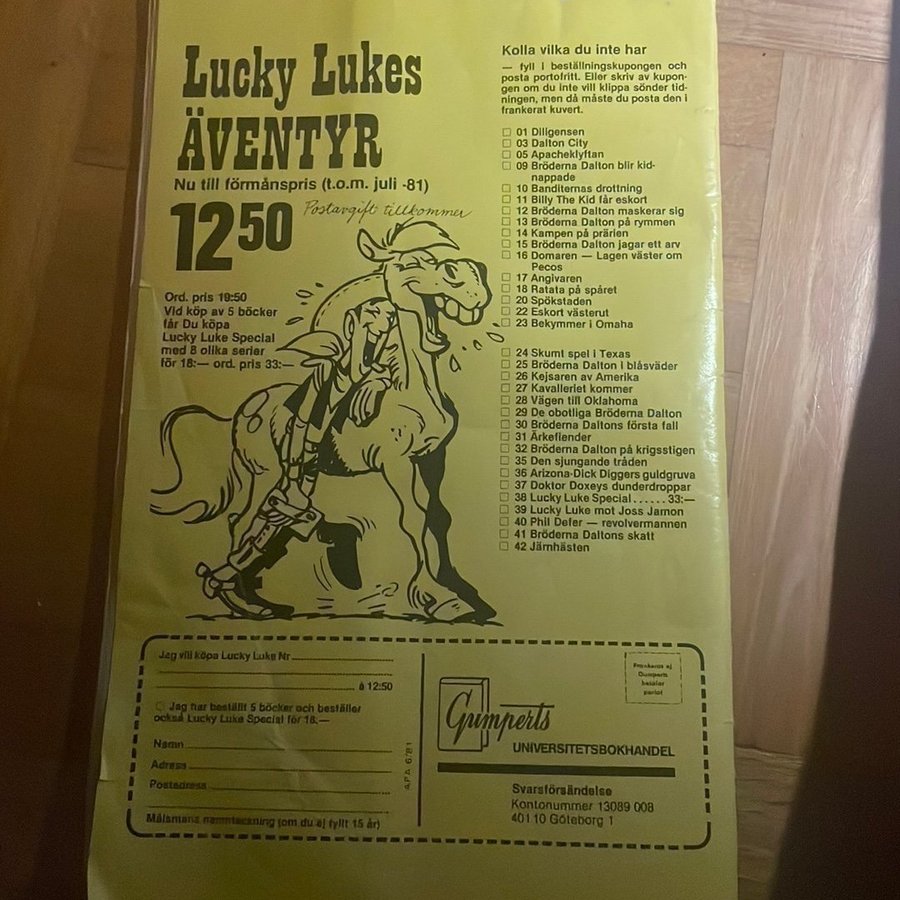 Lucky Lukes
ÄVENTYR
Nu till förmånspris (t.o.m. juli -81)
12 50
Postavgift tillkommer
Ord. pris 19:50
Vid köp av 5 böcker
får Du köpa
Lucky Luke Special
med 8 olika serier
för 18:— ord. pris 33:—
Kolla vilka du inte har
— fyll i beställningskupongen och
posta portofritt. Eller skriv av kupon-
gen om du inte vill klippa sönder tid-
ningen, men då måste du posta den i
frankerat kuvert.
01 Diligensen
03 Dalton City
05 Apacheklyftan
09 Bröderna Dalton blir kid-
nappade
10 Banditernas drottning
11 Billy The Kid får eskort
12 Bröderna Dalton maskerar sig
13 Bröderna Dalton på rymmen
14 Kampen på prärien
15 Bröderna Dalton jagar ett arv
16 Domaren — Lagen väster om
Pecos
17 Angivaren
18 Ratata på spåret
20 Spökstaden
22 Eskort västerut
23 Bekymmer i Omaha
24 Skumt spel i Texas
25 Bröderna Dalton i blåsväder
26 Kejsaren av Amerika
27 Kavalleriet kommer
28 Vägen till Oklahoma
29 De obotliga Bröderna Dalton
30 Bröderna Daltons första fall
31 Ärkefiender
32 Bröderna Dalton på krigsstigen
35 Den sjungande tråden
36 Arizona-Dick Diggers guldgruva
37 Doktor Doxeys dunderdroppar
38 Lucky Luke Special ...... 33:—
39 Lucky Luke mot Joss Jamon
40 Phil Defer — revolvermannen
41 Bröderna Daltons skatt
42 Järnhästen
Jag vill köpa Lucky Luke Nr
à 12:50
Jag har beställt 5 böcker och beställer
också Lucky Luke Special för 18:—
Namn
Adress
Postadress
Målsmans namnteckning (om du ej fyllt 15 år)
A.F.D. 6/81
Gumperts
UNIVERSITETSBOKHANDEL
Frankeras ej
Gumperts
betalar
portot
Svarsförsändelse
Kontonummer 13089 008
401 10 Göteborg 1